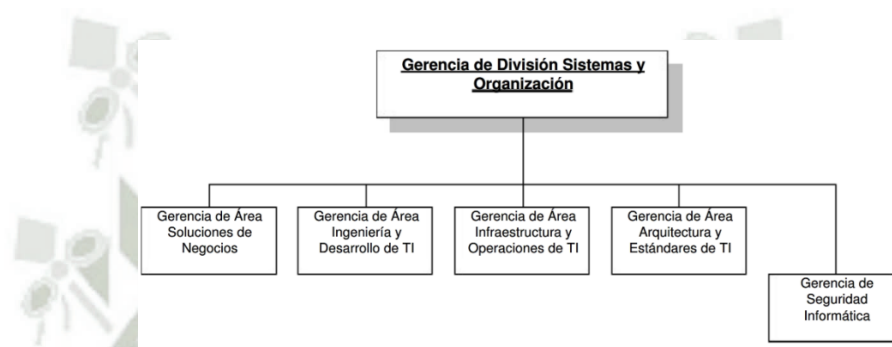 Gerencia de División Sistemas y
Organización
Gerencia de Área
Soluciones de
Negocios
Gerencia de Área
Ingeniería y
Desarrollo de TI
Gerencia de Área
Infraestructura y
Operaciones de TI
Gerencia de Área
Arquitectura y
Estándares de TI
Gerencia de
Seguridad
Informática